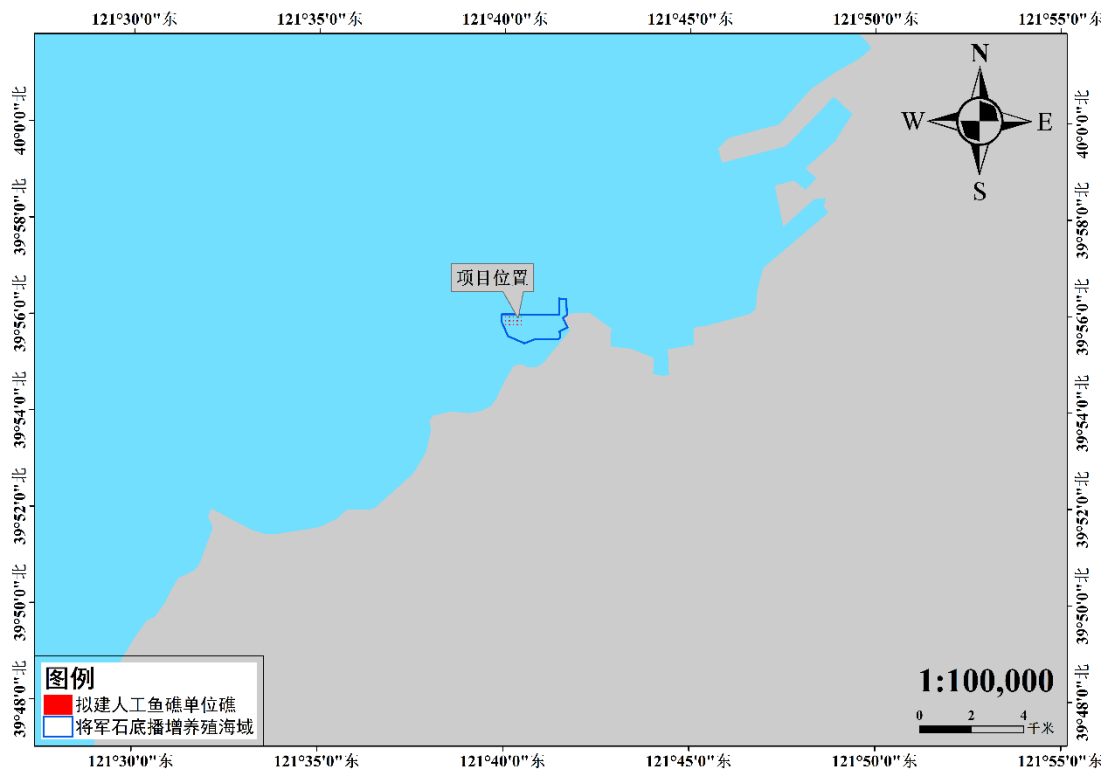 121°30'0"东 121°35'0"东 121°40'0"东 121°45'0"东 121°50'0"东 121°55'0"东
N
W E
S
40°0'0"北 40°0'0"北
39°58'0"北 39°58'0"北
项目位置
39°56'0"北 39°56'0"北
39°54'0"北 39°54'0"北
39°52'0"北 39°52'0"北
39°50'0"北 39°50'0"北
39°48'0"北 39°48'0"北
图例
拟建人工鱼礁单位礁
将军石底播增养殖海域
1:100,000
0 2 4
千米
121°30'0"东 121°35'0"东 121°40'0"东 121°45'0"东 121°50'0"东 121°55'0"东